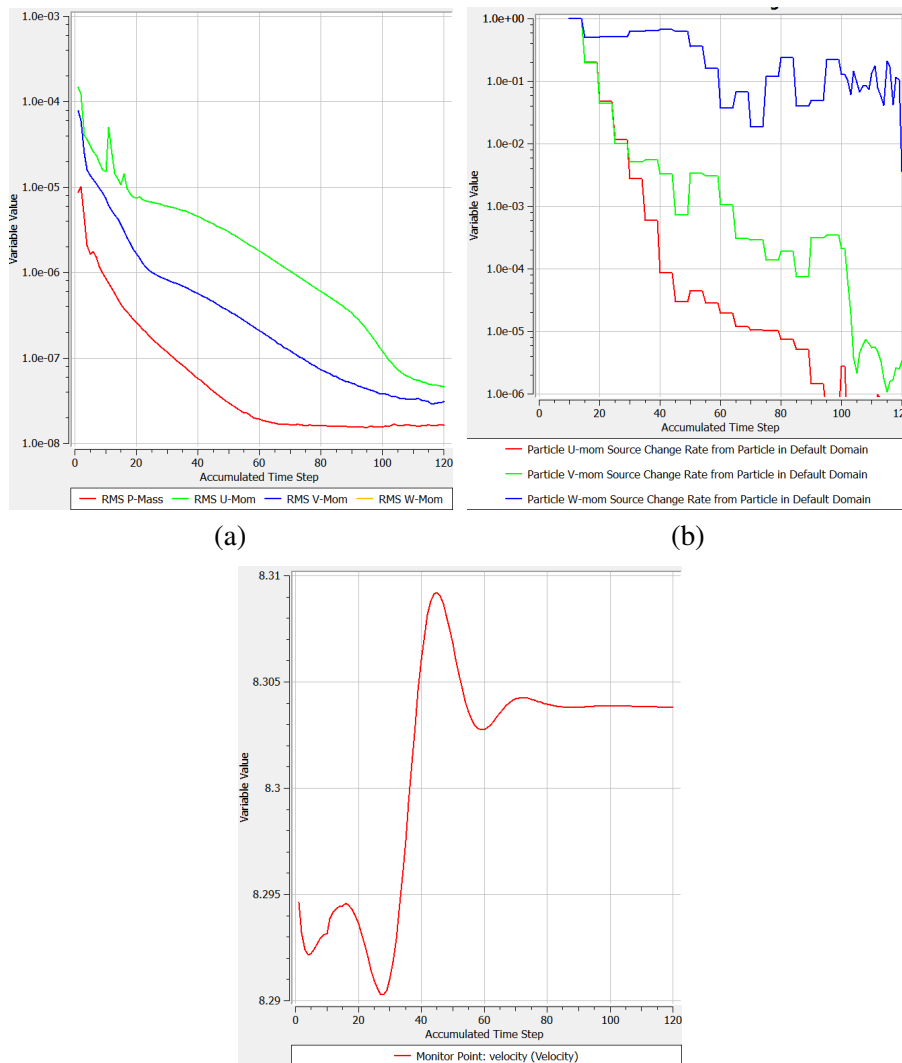 1.0e-03
1.0e-04
1.0e-05
1.0e-06
1.0e-07
1.0e-08
Variable Value
0 20 40 60 80 100 120
Accumulated Time Step
RMS P-Mass RMS U-Mom RMS V-Mom RMS W-Mom
(a)
1.0e+00
1.0e-01
1.0e-02
1.0e-03
1.0e-04
1.0e-05
1.0e-06
Variable Value
0 20 40 60 80 100
Accumulated Time Step
Particle U-mom Source Change Rate from Particle in Default Domain
Particle V-mom Source Change Rate from Particle in Default Domain
Particle W-mom Source Change Rate from Particle in Default Domain
(b)
8.31
8.305
8.3
8.295
8.29
Variable Value
0 20 40 60 80 100 120
Accumulated Time Step
Monitor Point: velocity (Velocity)